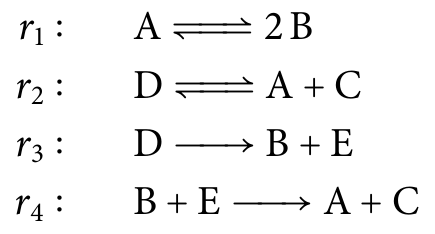 r₁ : A ⇌ 2 B
r₂ : D ⇌ A + C
r₃ : D ⟶ B + E
r₄ : B + E ⟶ A + C